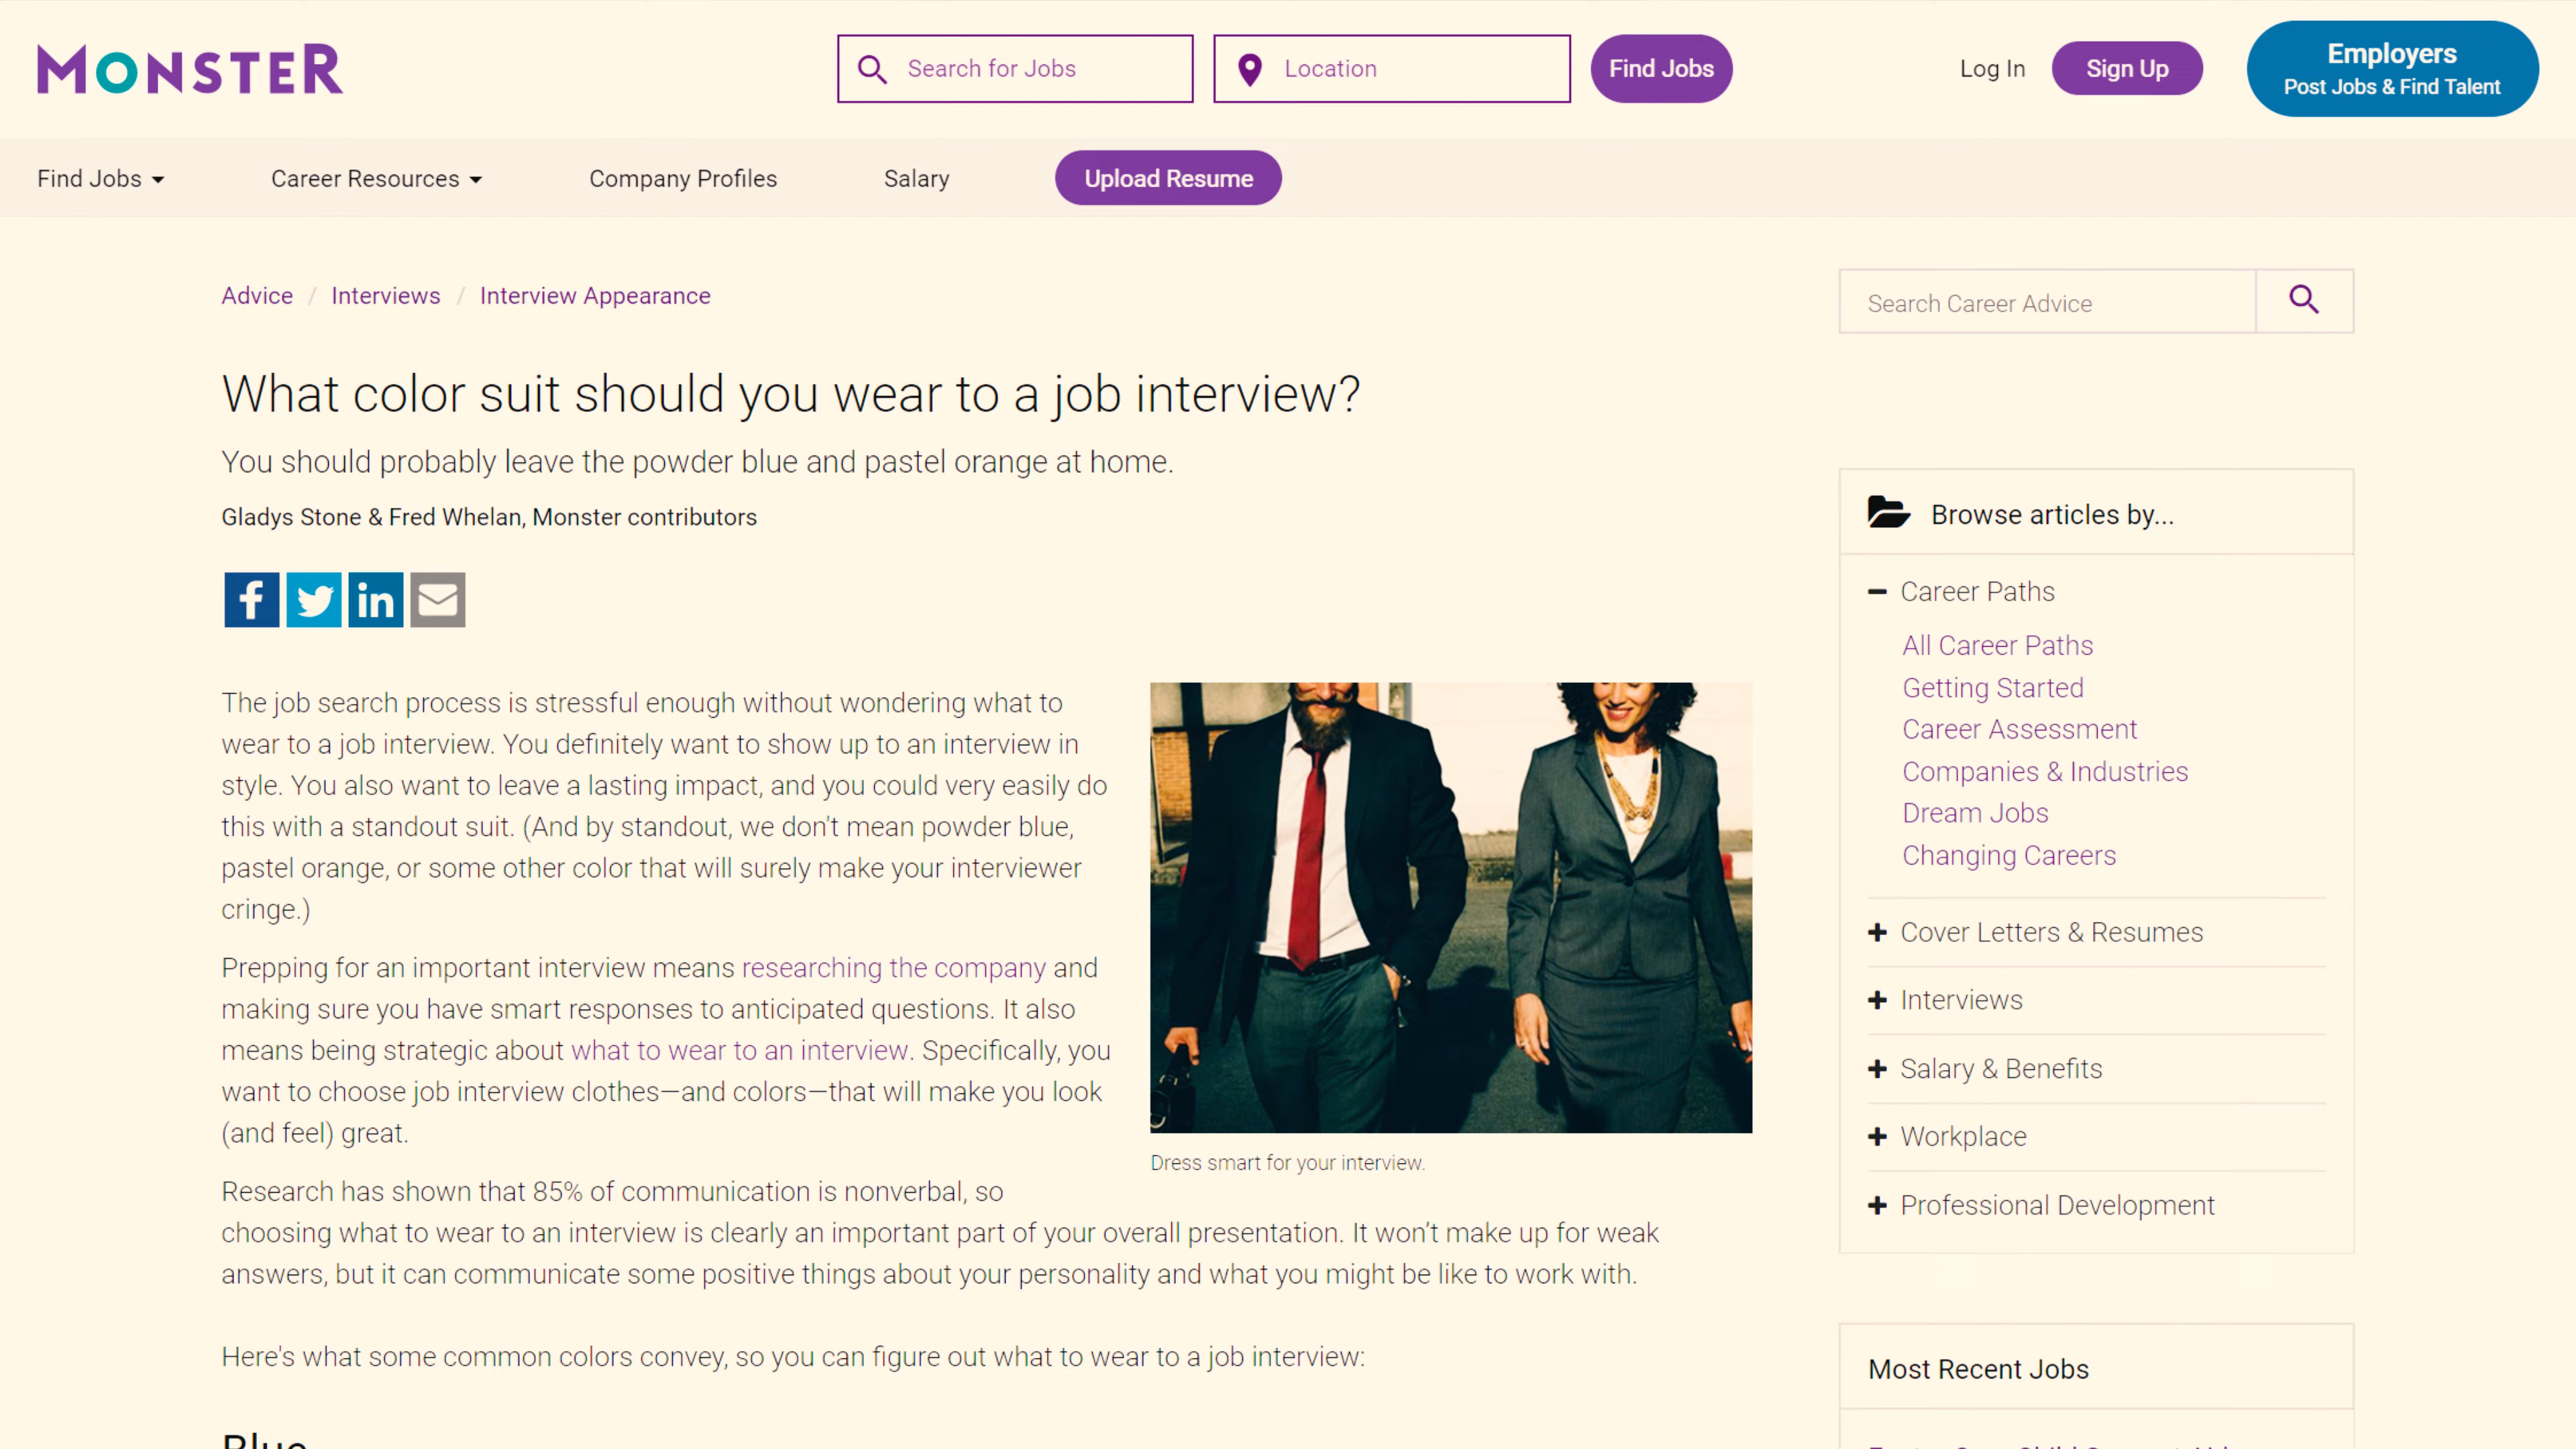 MONSTER
Search for Jobs
Location
Find Jobs
Log In
Sign Up
Employers
Post Jobs & Find Talent
Find Jobs
Career Resources
Company Profiles
Salary
Upload Resume
Advice / Interviews / Interview Appearance
What color suit should you wear to a job interview?
You should probably leave the powder blue and pastel orange at home.
Gladys Stone & Fred Whelan, Monster contributors
The job search process is stressful enough without wondering what to
wear to a job interview. You definitely want to show up to an interview in
style. You also want to leave a lasting impact, and you could very easily do
this with a standout suit. (And by standout, we don't mean powder blue,
pastel orange, or some other color that will surely make your interviewer
cringe.)
Prepping for an important interview means researching the company and
making sure you have smart responses to anticipated questions. It also
means being strategic about what to wear to an interview. Specifically, you
want to choose job interview clothes—and colors—that will make you look
(and feel) great.
Dress smart for your interview.
Research has shown that 85% of communication is nonverbal, so
choosing what to wear to an interview is clearly an important part of your overall presentation. It won’t make up for weak
answers, but it can communicate some positive things about your personality and what you might be like to work with.
Here's what some common colors convey, so you can figure out what to wear to a job interview:
Blue
Search Career Advice
Browse articles by...
Career Paths
All Career Paths
Getting Started
Career Assessment
Companies & Industries
Dream Jobs
Changing Careers
Cover Letters & Resumes
Interviews
Salary & Benefits
Workplace
Professional Development
Most Recent Jobs